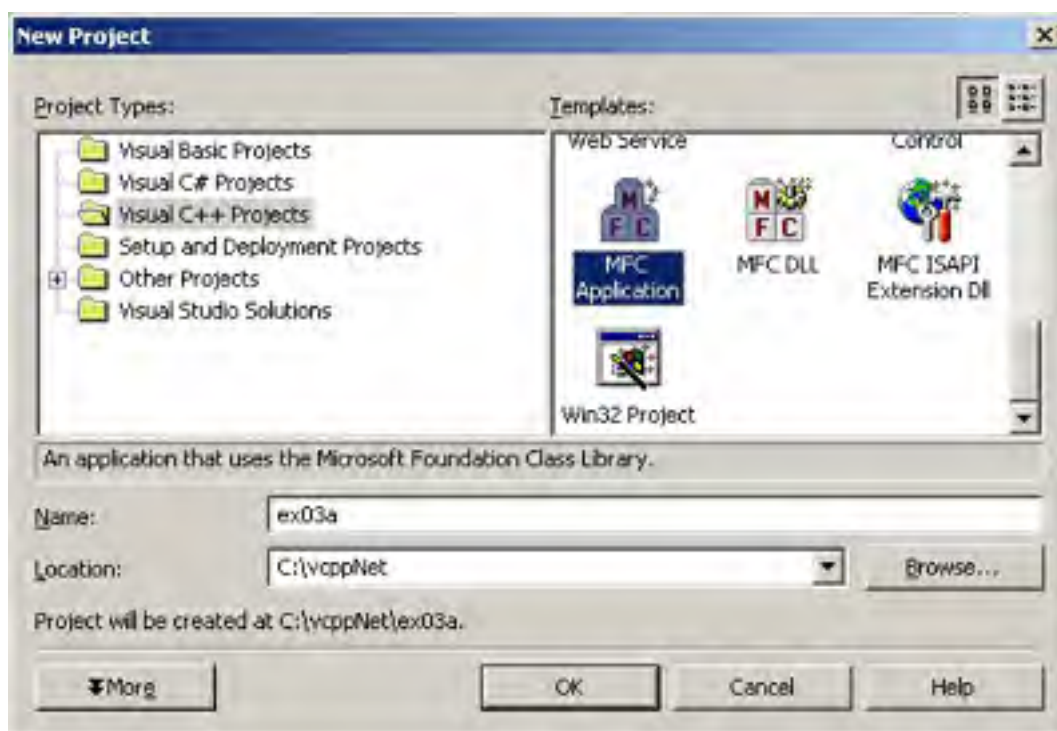 New Project
Project Types:
Templates:
Visual Basic Projects
Visual C# Projects
Visual C++ Projects
Setup and Deployment Projects
Other Projects
Visual Studio Solutions
Web Service
Control
MFC
Application
MFC DLL
MFC ISAPI
Extension Dll
Win32 Project
An application that uses the Microsoft Foundation Class Library.
Name:
ex03a
Location:
C:\vcppNet
Browse...
Project will be created at C:\vcppNet\ex03a.
More
OK
Cancel
Help